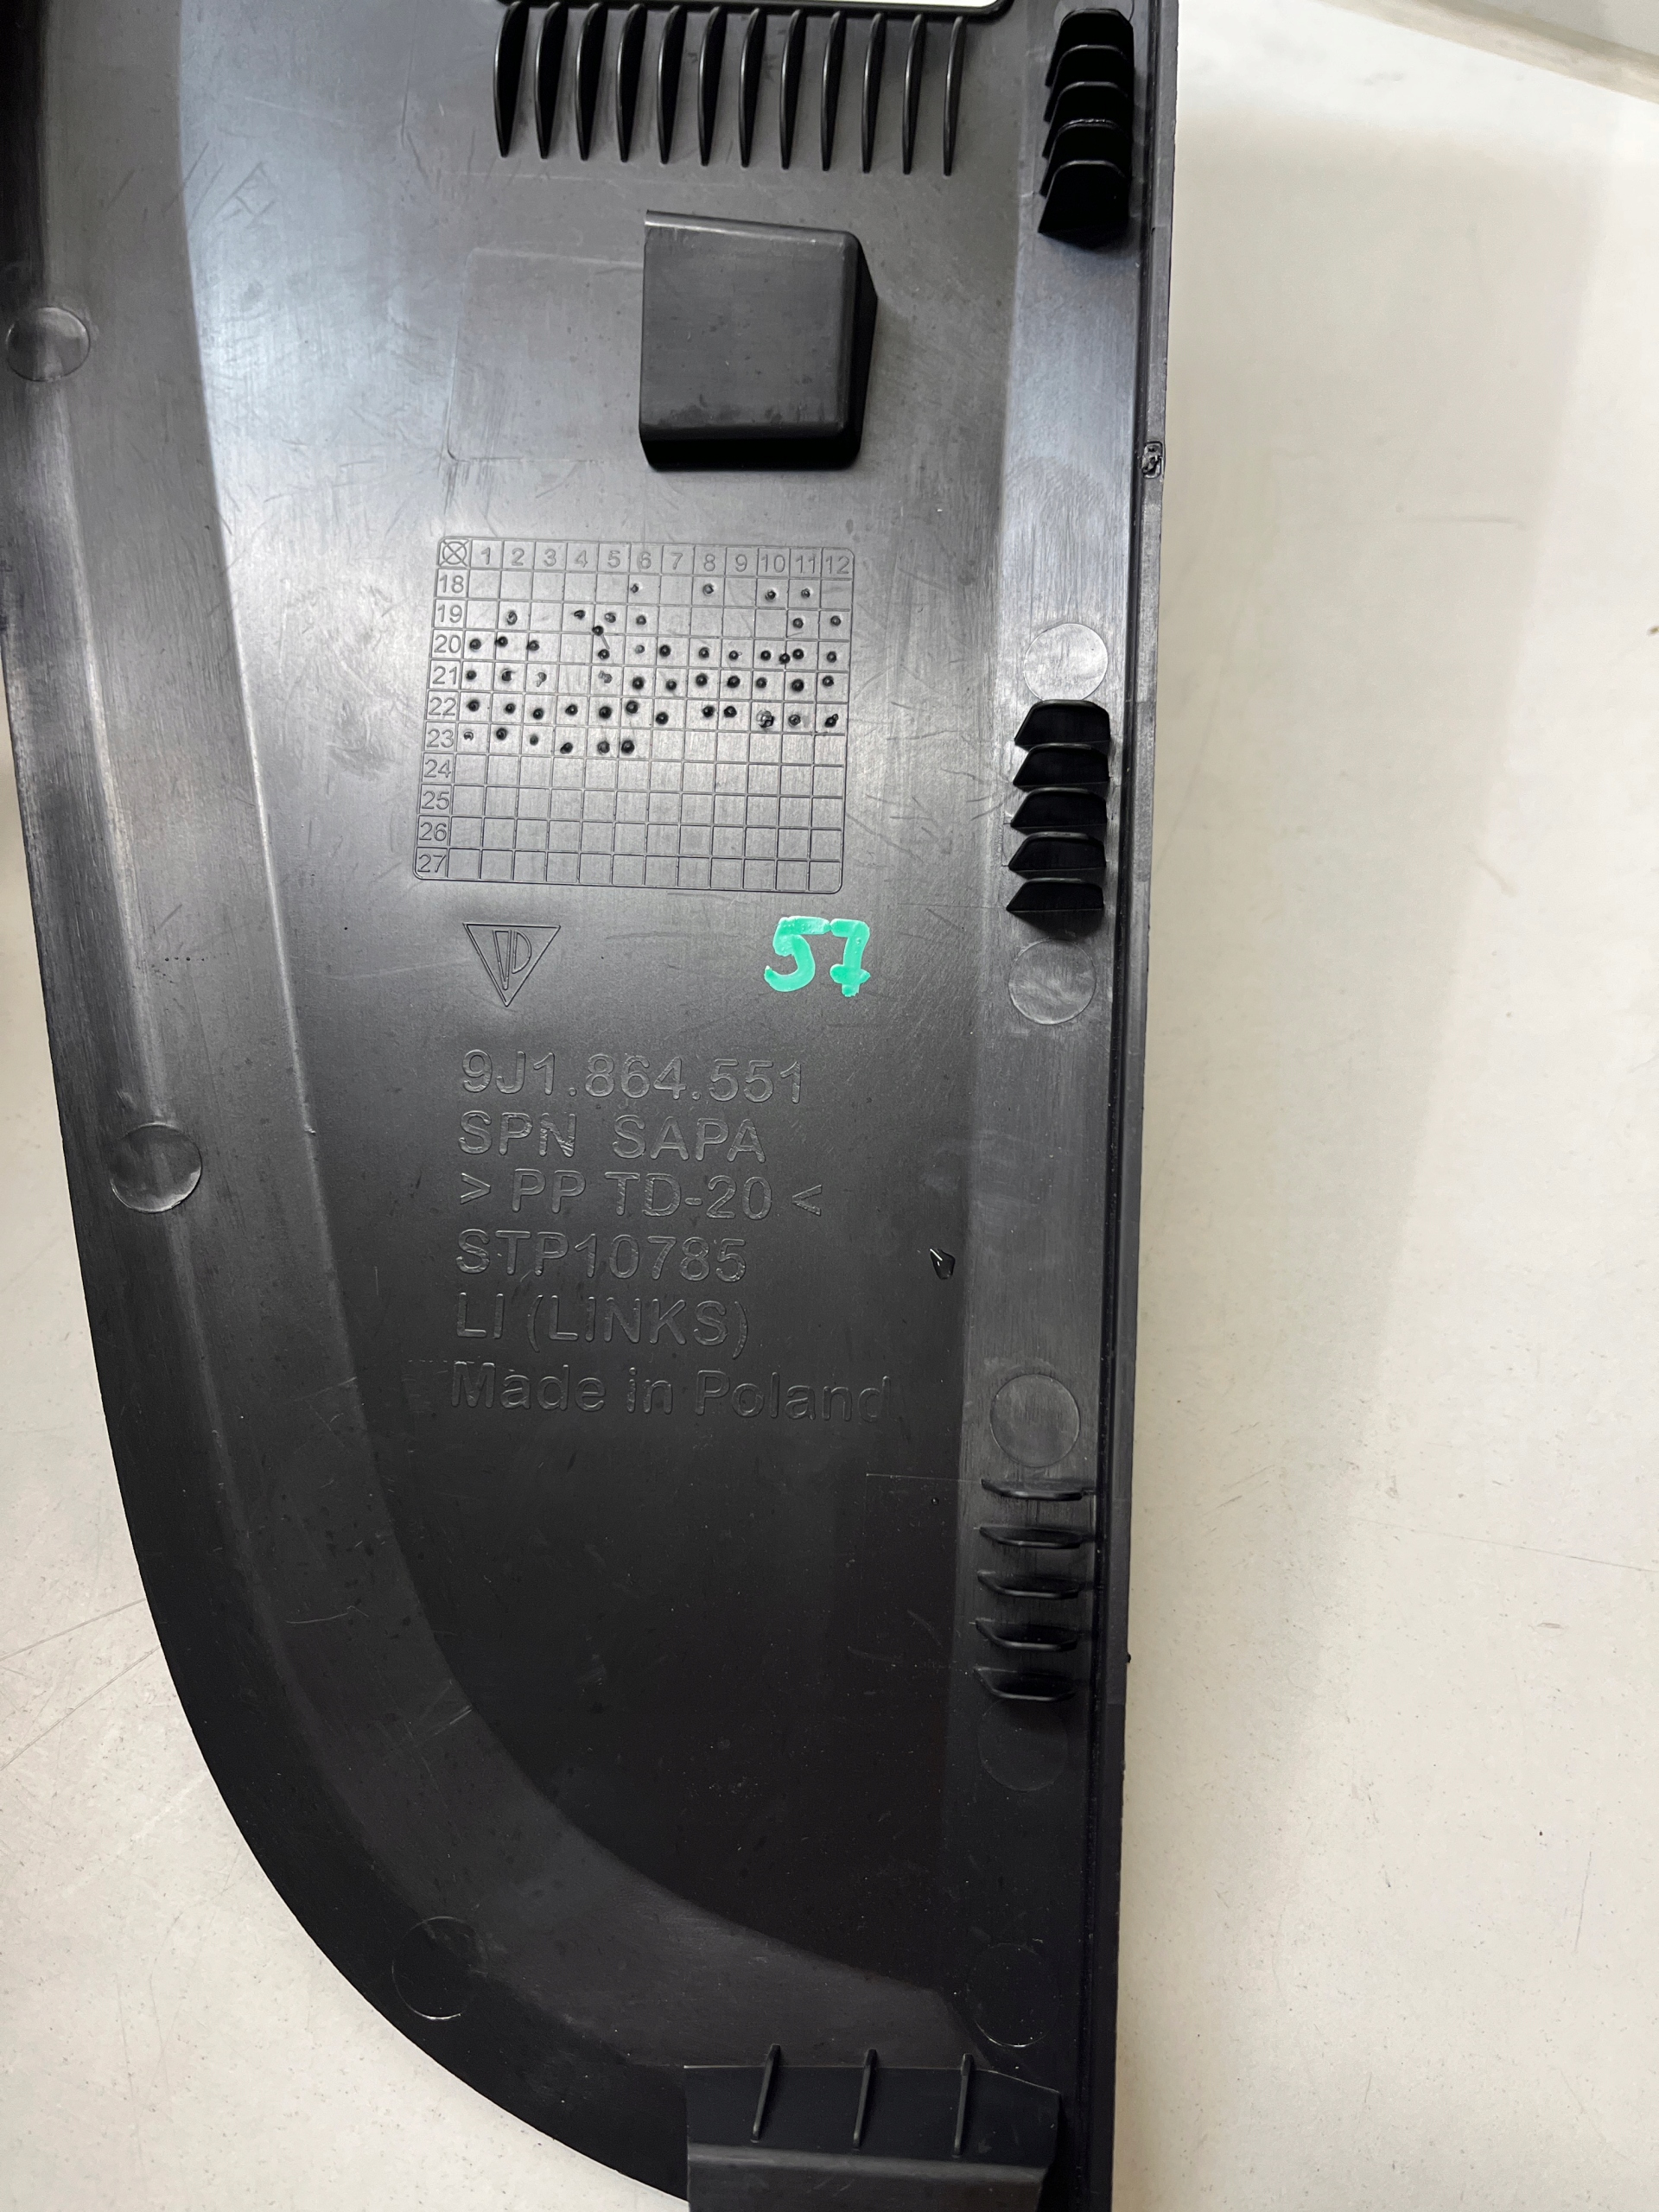 1 2 3 4 5 6 7 8 9 10 11 12
18
19
20
21
22
23
24
25
26
27
57
9J1.864.551
SPN SAPA
> PP TD-20 <
STP10785
LI (LINKS)
Made in Poland